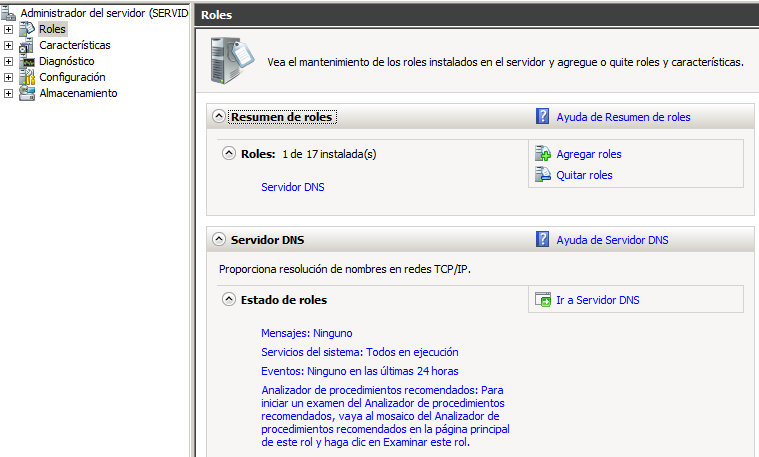 Administrador del servidor (SERVID
Roles
Características
Diagnóstico
Configuración
Almacenamiento
Roles
Vea el mantenimiento de los roles instalados en el servidor y agregue o quite roles y características.
Resumen de roles
Ayuda de Resumen de roles
Roles: 1 de 17 instalada(s)
Agregar roles
Quitar roles
Servidor DNS
Servidor DNS
Ayuda de Servidor DNS
Proporciona resolución de nombres en redes TCP/IP.
Estado de roles
Ir a Servidor DNS
Mensajes: Ninguno
Servicios del sistema: Todos en ejecución
Eventos: Ninguno en las últimas 24 horas
Analizador de procedimientos recomendados: Para
iniciar un examen del Analizador de procedimientos
recomendados, vaya al mosaico del Analizador de
procedimientos recomendados en la página principal
de este rol y haga clic en Examinar este rol.